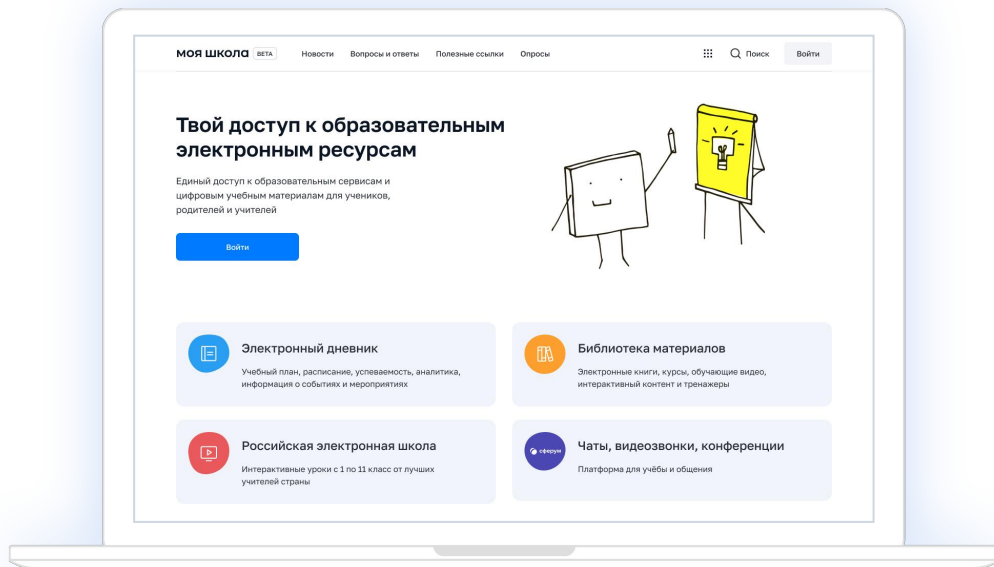 МОЯ ШКОЛА BETA Новости Вопросы и ответы Полезные ссылки Опросы Поиск Войти
Твой доступ к образовательным
электронным ресурсам
Единый доступ к образовательным сервисам и
цифровым учебным материалам для учеников,
родителей и учителей
Войти
Электронный дневник
Учебный план, расписание, успеваемость, аналитика,
информация о событиях и мероприятиях
Библиотека материалов
Электронные книги, курсы, обучающие видео,
интерактивный контент и тренажеры
Российская электронная школа
Интерактивные уроки с 1 по 11 класс от лучших
учителей страны
сферум
Чаты, видеозвонки, конференции
Платформа для учёбы и общения